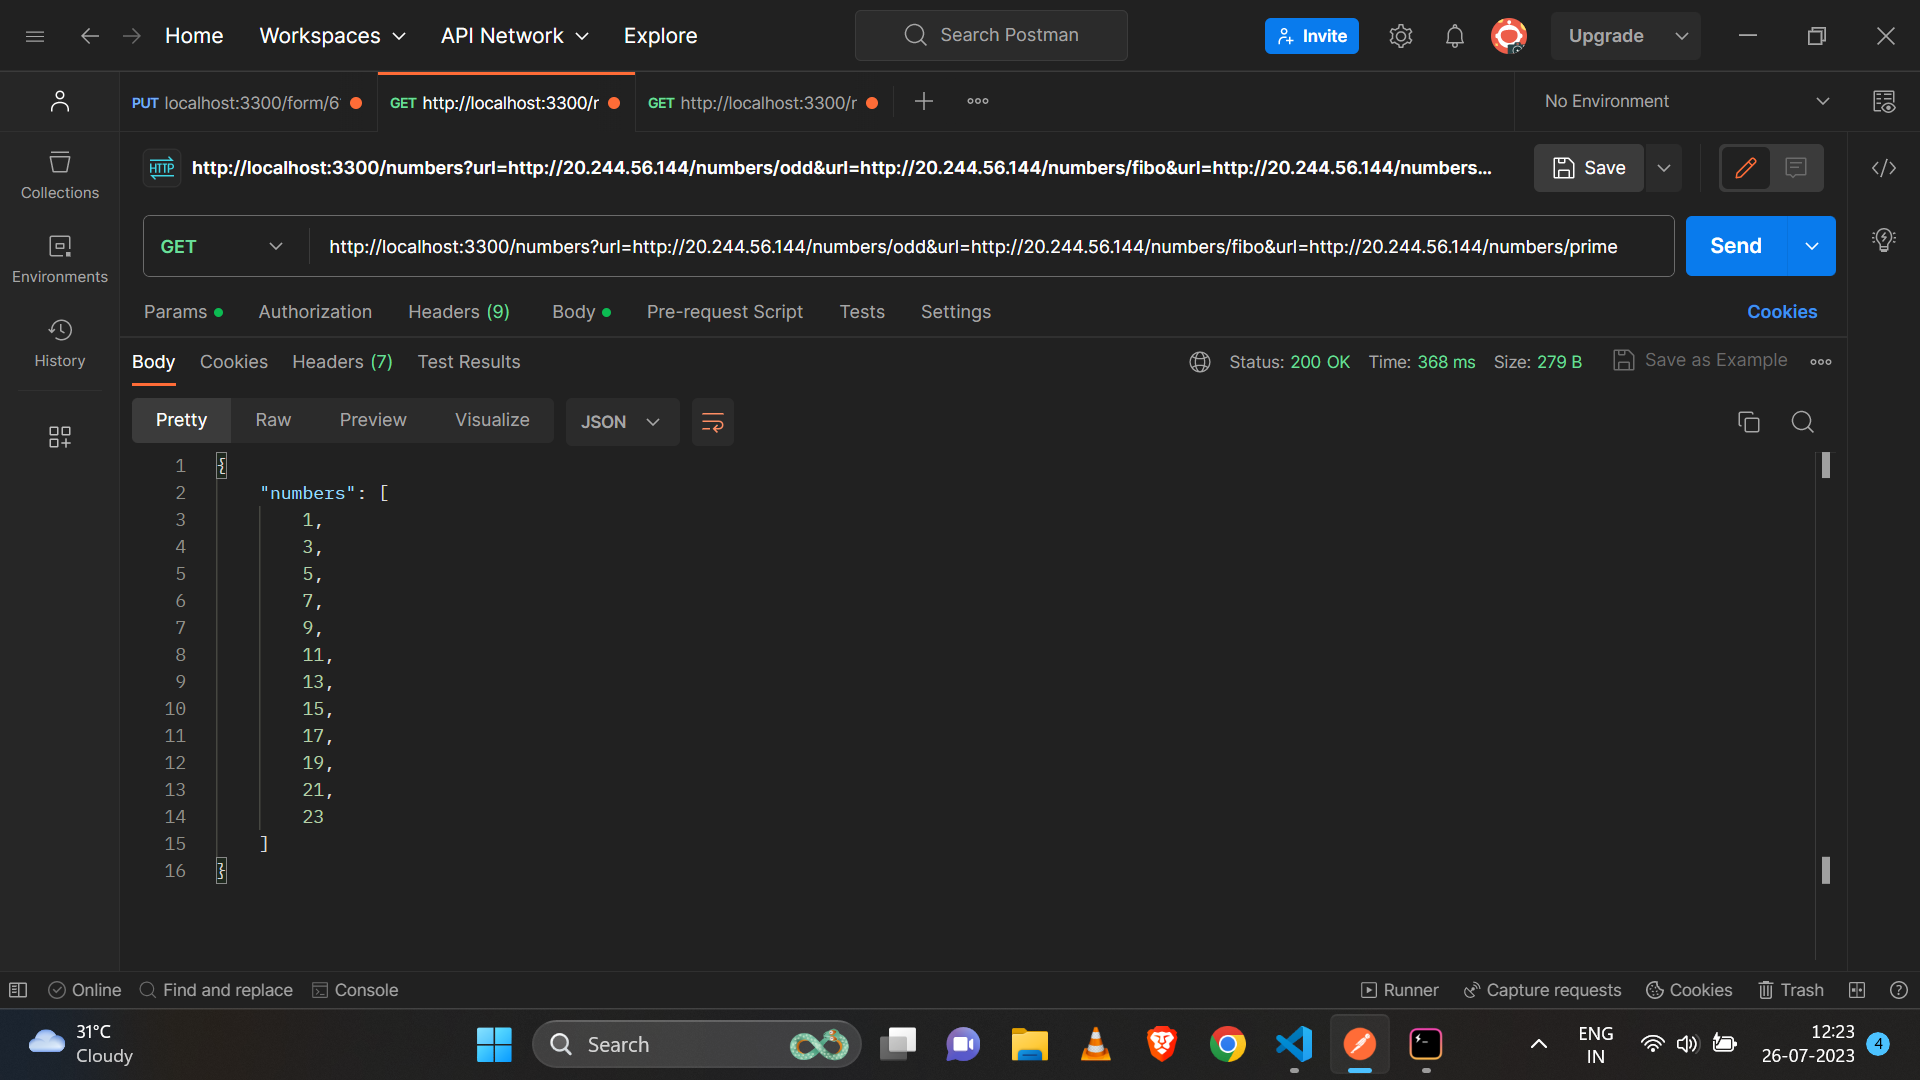 Home
Workspaces
API Network
Explore
Search Postman
Invite
Upgrade
PUT localhost:3300/form/6
GET http://localhost:3300/r
GET http://localhost:3300/r
No Environment
HTTP
http://localhost:3300/numbers?url=http://20.244.56.144/numbers/odd&url=http://20.244.56.144/numbers/fibo&url=http://20.244.56.144/numbers...
Save
Collections
Environments
History
GET
http://localhost:3300/numbers?url=http://20.244.56.144/numbers/odd&url=http://20.244.56.144/numbers/fibo&url=http://20.244.56.144/numbers/prime
Send
Params
Authorization
Headers (9)
Body
Pre-request Script
Tests
Settings
Cookies
Body
Cookies
Headers (7)
Test Results
Status: 200 OK
Time: 368 ms
Size: 279 B
Save as Example
Pretty
Raw
Preview
Visualize
JSON
1 {
2 "numbers": [
3 1,
4 3,
5 5,
6 7,
7 9,
8 11,
9 13,
10 15,
11 17,
12 19,
13 21,
14 23
15 ]
16 }
Online
Find and replace
Console
Runner
Capture requests
Cookies
Trash
31°C
Cloudy
Search
ENG
IN
12:23
26-07-2023
4